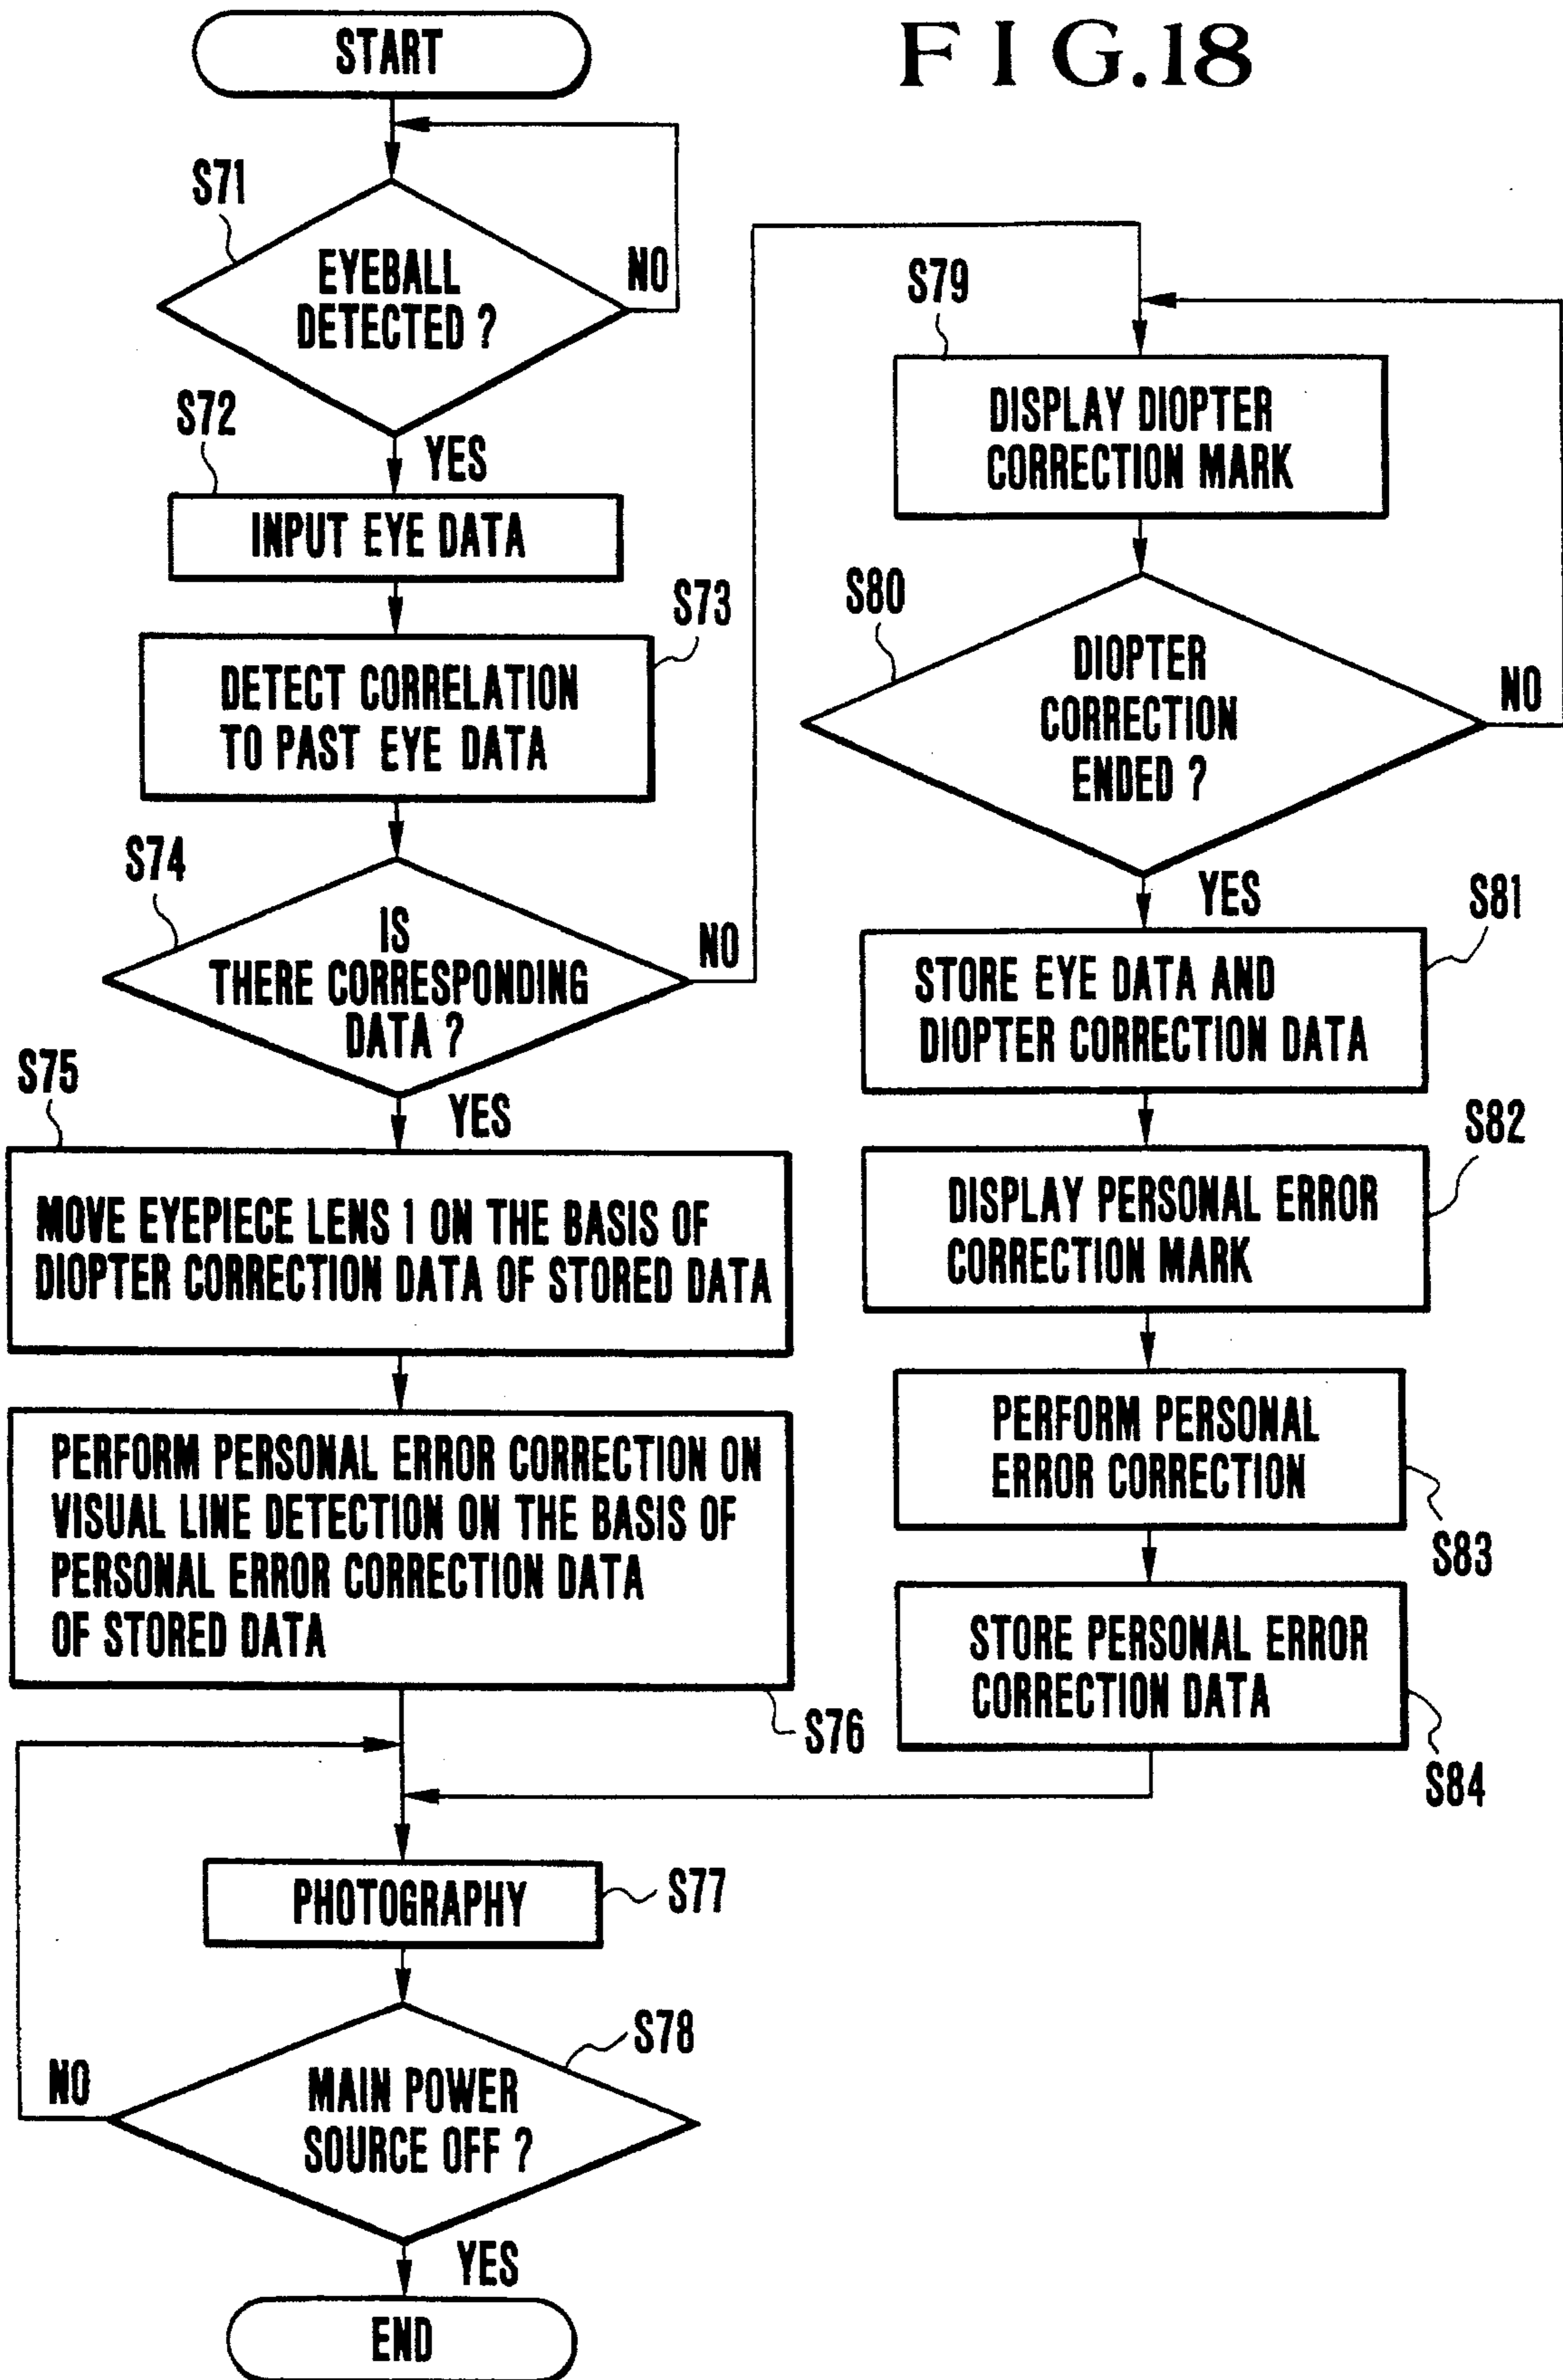 FIG.18
START
S71
EYEBALL
DETECTED ?
NO
YES
S72
INPUT EYE DATA
S73
DETECT CORRELATION
TO PAST EYE DATA
S74
IS
THERE CORRESPONDING
DATA ?
NO
YES
S75
MOVE EYEPIECE LENS 1 ON THE BASIS OF
DIOPTER CORRECTION DATA OF STORED DATA
PERFORM PERSONAL ERROR CORRECTION ON
VISUAL LINE DETECTION ON THE BASIS OF
PERSONAL ERROR CORRECTION DATA
OF STORED DATA
S76
PHOTOGRAPHY
S77
S78
MAIN POWER
SOURCE OFF ?
NO
YES
END
S79
DISPLAY DIOPTER
CORRECTION MARK
S80
DIOPTER
CORRECTION
ENDED ?
NO
YES
S81
STORE EYE DATA AND
DIOPTER CORRECTION DATA
S82
DISPLAY PERSONAL ERROR
CORRECTION MARK
PERFORM PERSONAL
ERROR CORRECTION
S83
STORE PERSONAL ERROR
CORRECTION DATA
S84